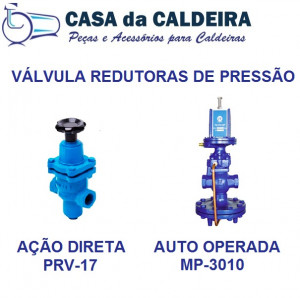 CASA da CALDEIRA
Peças e Acessórios para Caldeiras
VÁLVULA REDUTORAS DE PRESSÃO
AÇÃO DIRETA
PRV-17
AUTO OPERADA
MP-3010